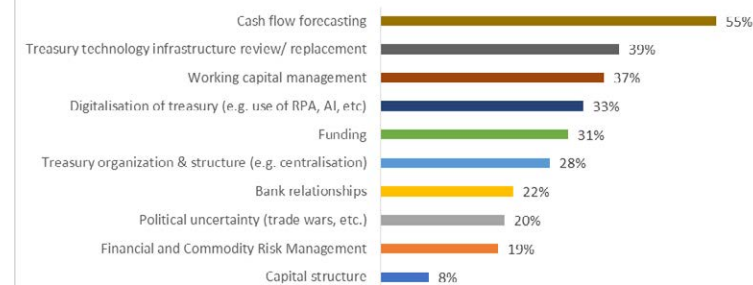 Cash flow forecasting 55%
Treasury technology infrastructure review/ replacement 39%
Working capital management 37%
Digitalisation of treasury (e.g. use of RPA, AI, etc) 33%
Funding 31%
Treasury organization & structure (e.g. centralisation) 28%
Bank relationships 22%
Political uncertainty (trade wars, etc.) 20%
Financial and Commodity Risk Management 19%
Capital structure 8%